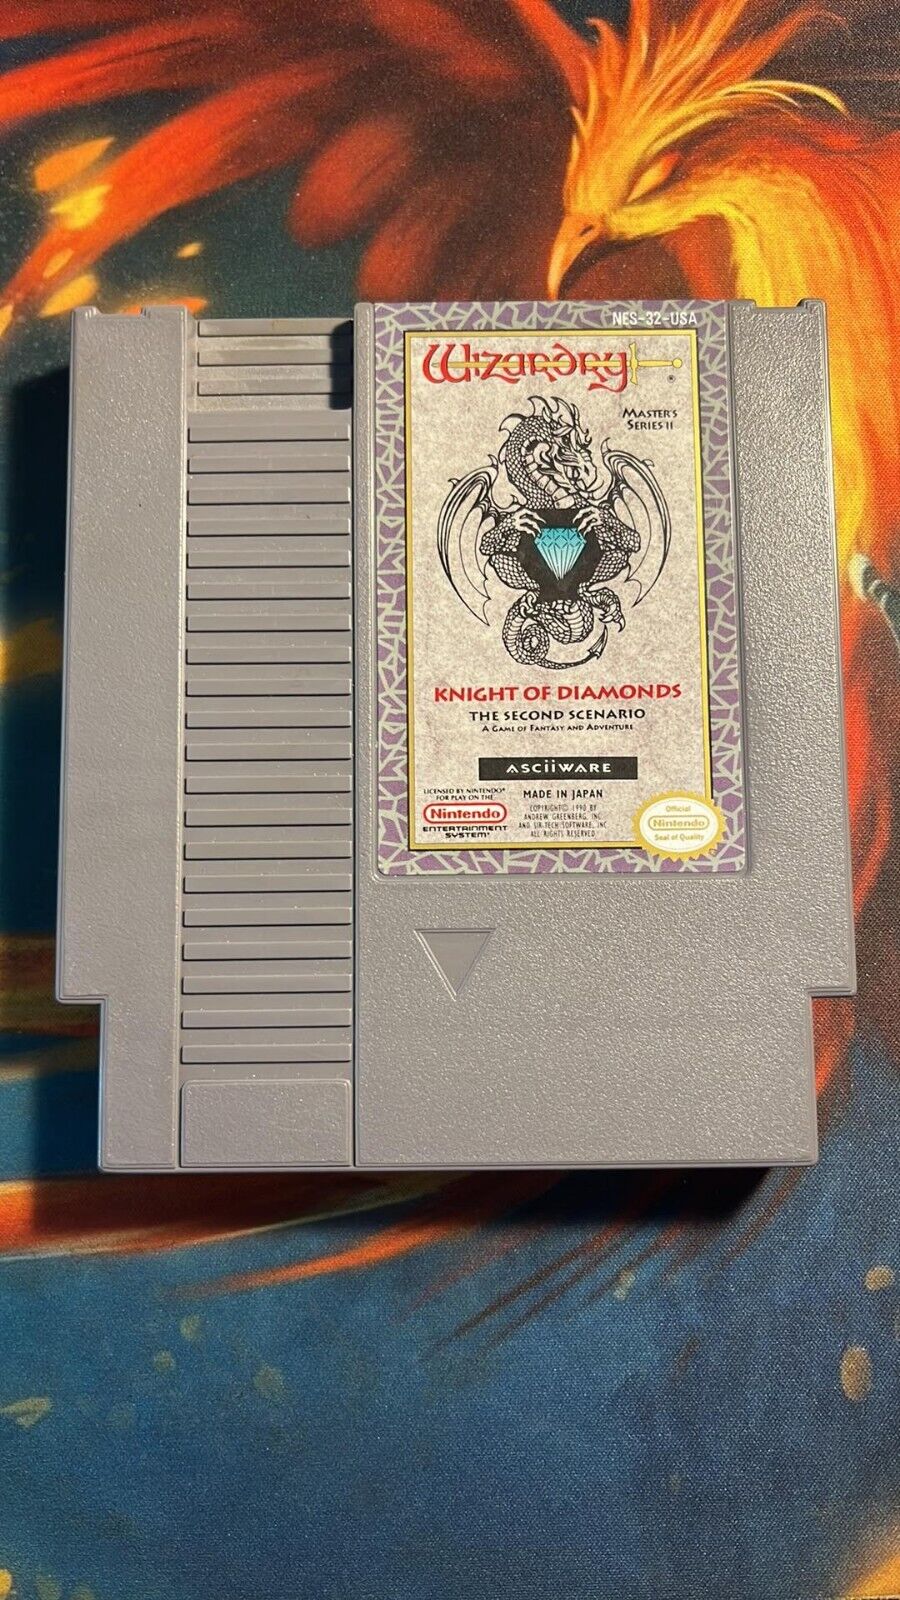 NES-32-USA
Wizardry
®
MASTER'S
SERIES II
KNIGHT OF DIAMONDS
THE SECOND SCENARIO
A GAME OF FANTASY AND ADVENTURE
ASCIIWARE
LICENSED BY NINTENDO®
FOR PLAY ON THE
Nintendo®
ENTERTAINMENT
SYSTEM®
MADE IN JAPAN
COPYRIGHT© 1990 BY
ANDREW GREENBERG, INC.
AND SIR-TECH SOFTWARE, INC.
ALL RIGHTS RESERVED
Official
Nintendo
Seal of Quality